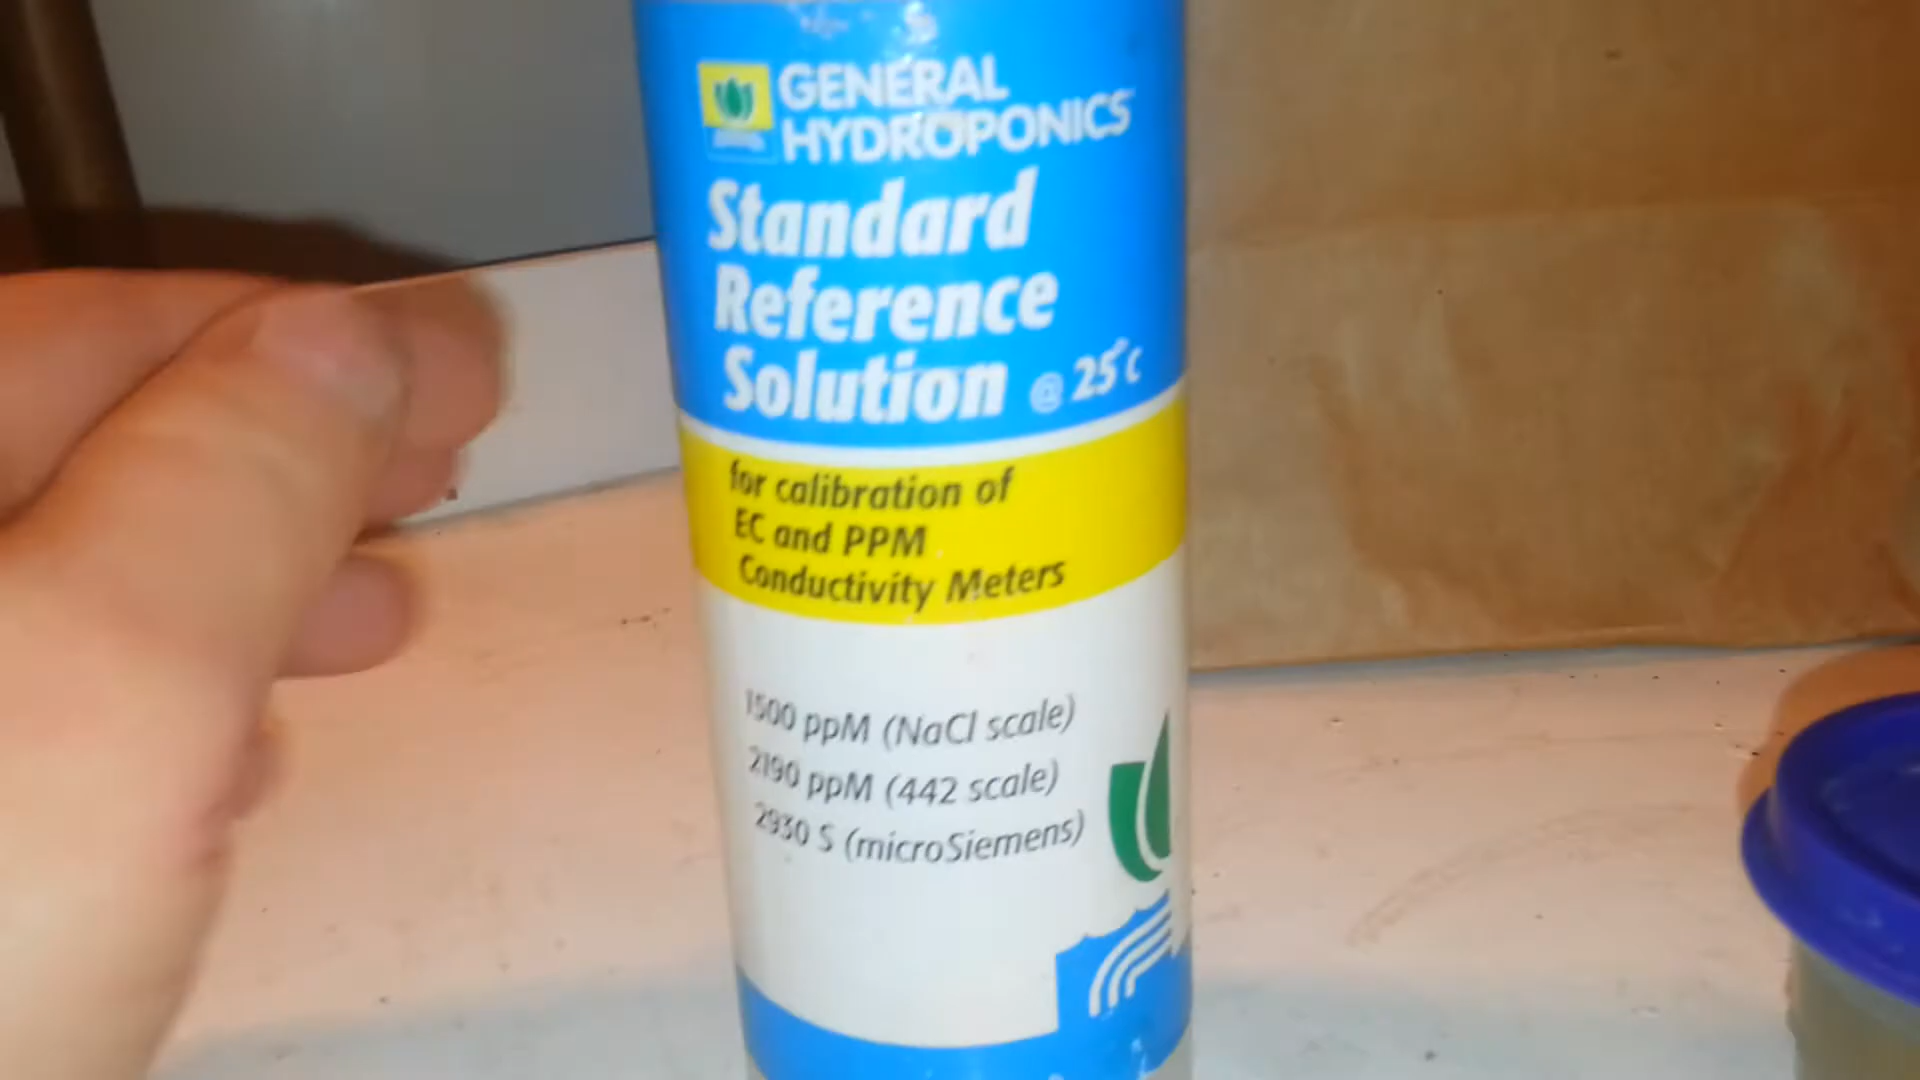 GENERAL
HYDROPONICS
Standard
Reference
Solution @ 25°C
for calibration of
EC and PPM
Conductivity Meters
1500 ppM (NaCl scale)
2190 ppM (442 scale)
2930 S (microSiemens)